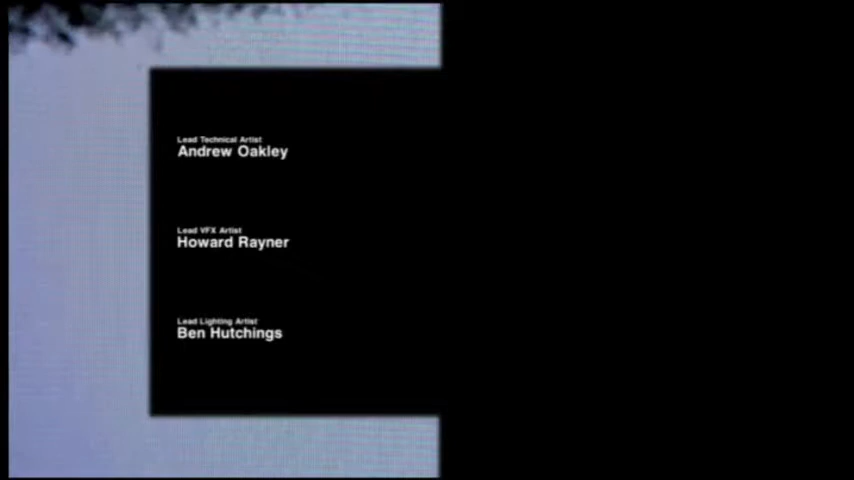 Lead Technical Artist
Andrew Oakley
Lead VFX Artist
Howard Rayner
Lead Lighting Artist
Ben Hutchings